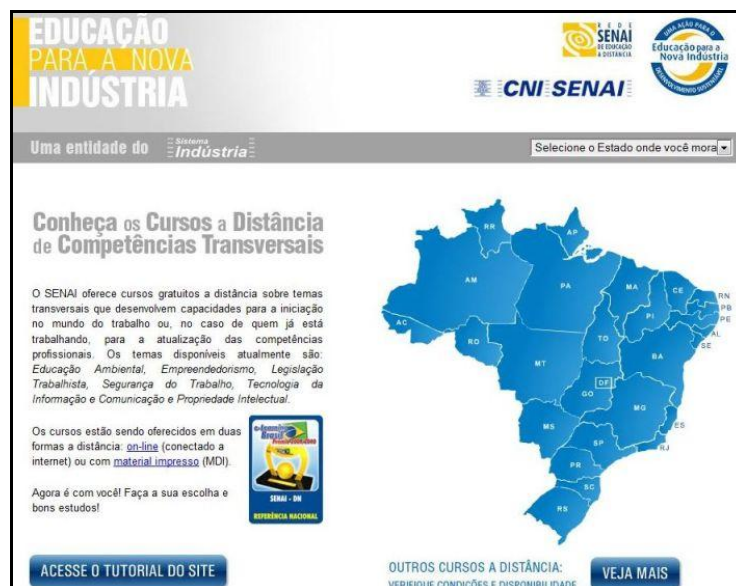 EDUCAÇÃO
PARA A NOVA
INDÚSTRIA
REDE
SENAI
DE EDUCAÇÃO
A DISTÂNCIA
UMA AÇÃO PARA O
Educação para a
Nova Indústria
DESENVOLVIMENTO SUSTENTÁVEL
CNI SENAI
Uma entidade do Sistema Indústria
Selecione o Estado onde você mora
Conheça os Cursos a Distância
de Competências Transversais
O SENAI oferece cursos gratuitos a distância sobre temas
transversais que desenvolvem capacidades para a iniciação
no mundo do trabalho ou, no caso de quem já está
trabalhando, para a atualização das competências
profissionais. Os temas disponíveis atualmente são:
Educação Ambiental, Empreendedorismo, Legislação
Trabalhista, Segurança do Trabalho, Tecnologia da
Informação e Comunicação e Propriedade Intelectual.
Os cursos estão sendo oferecidos em duas
formas a distância: on-line (conectado a
internet) ou com material impresso (MDI).
Agora é com você! Faça a sua escolha e
bons estudos!
e-Learning
Brasil
SENAI - DN
REFERÊNCIA NACIONAL
RR
AP
AM
PA
MA
CE
RN
PB
PE
PI
AL
SE
AC
RO
TO
BA
MT
DF
GO
MG
ES
MS
SP
RJ
PR
SC
RS
ACESSE O TUTORIAL DO SITE
OUTROS CURSOS A DISTÂNCIA:
VERIFIQUE CONDIÇÕES E DISPONIBILIDADE
VEJA MAIS